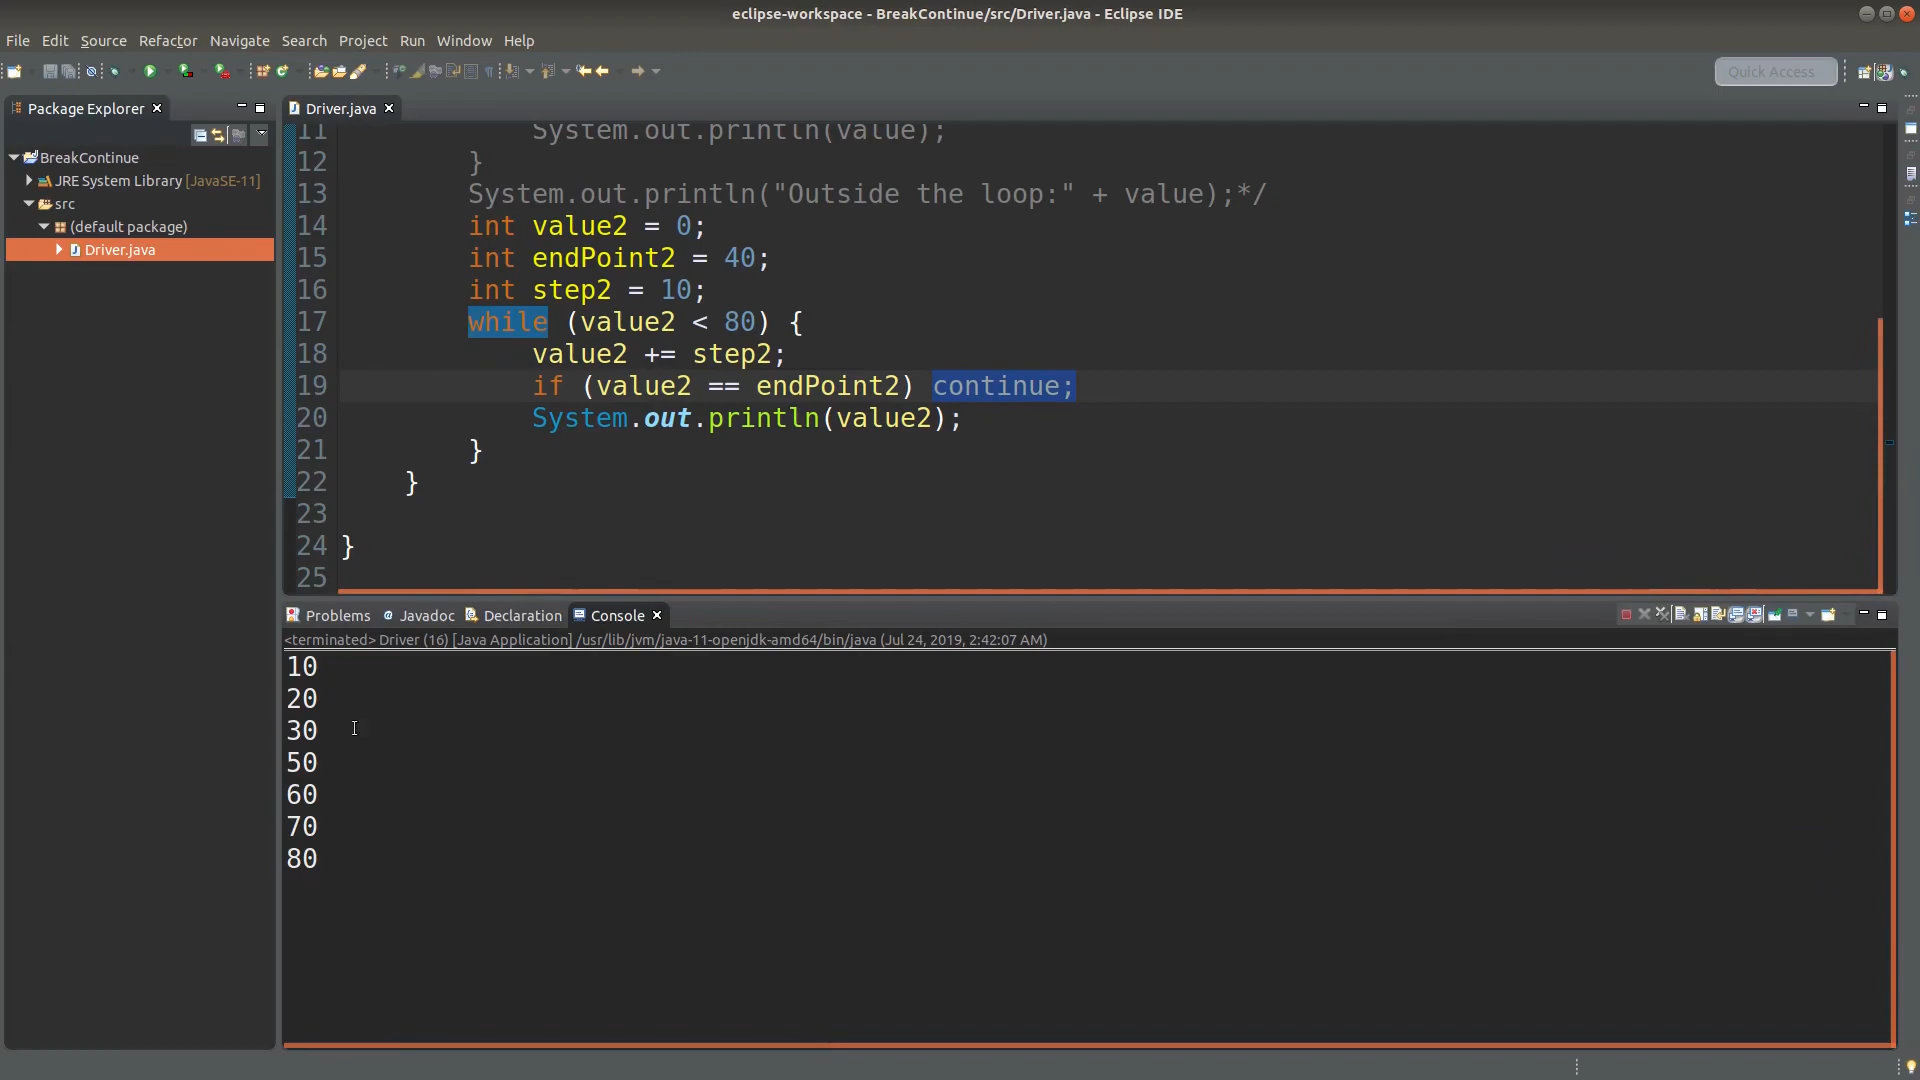 eclipse-workspace - BreakContinue/src/Driver.java - Eclipse IDE
File Edit Source Refactor Navigate Search Project Run Window Help
Quick Access
Package Explorer
Driver.java
BreakContinue
JRE System Library [JavaSE-11]
src
(default package)
Driver.java
11 System.out.println(value);
12 }
13 System.out.println("Outside the loop:" + value);*/
14 int value2 = 0;
15 int endPoint2 = 40;
16 int step2 = 10;
17 while (value2 < 80) {
18 value2 += step2;
19 if (value2 == endPoint2) continue;
20 System.out.println(value2);
21 }
22 }
23
24 }
25
Problems Javadoc Declaration Console
<terminated> Driver (16) [Java Application] /usr/lib/jvm/java-11-openjdk-amd64/bin/java (Jul 24, 2019, 2:42:07 AM)
10
20
30
50
60
70
80